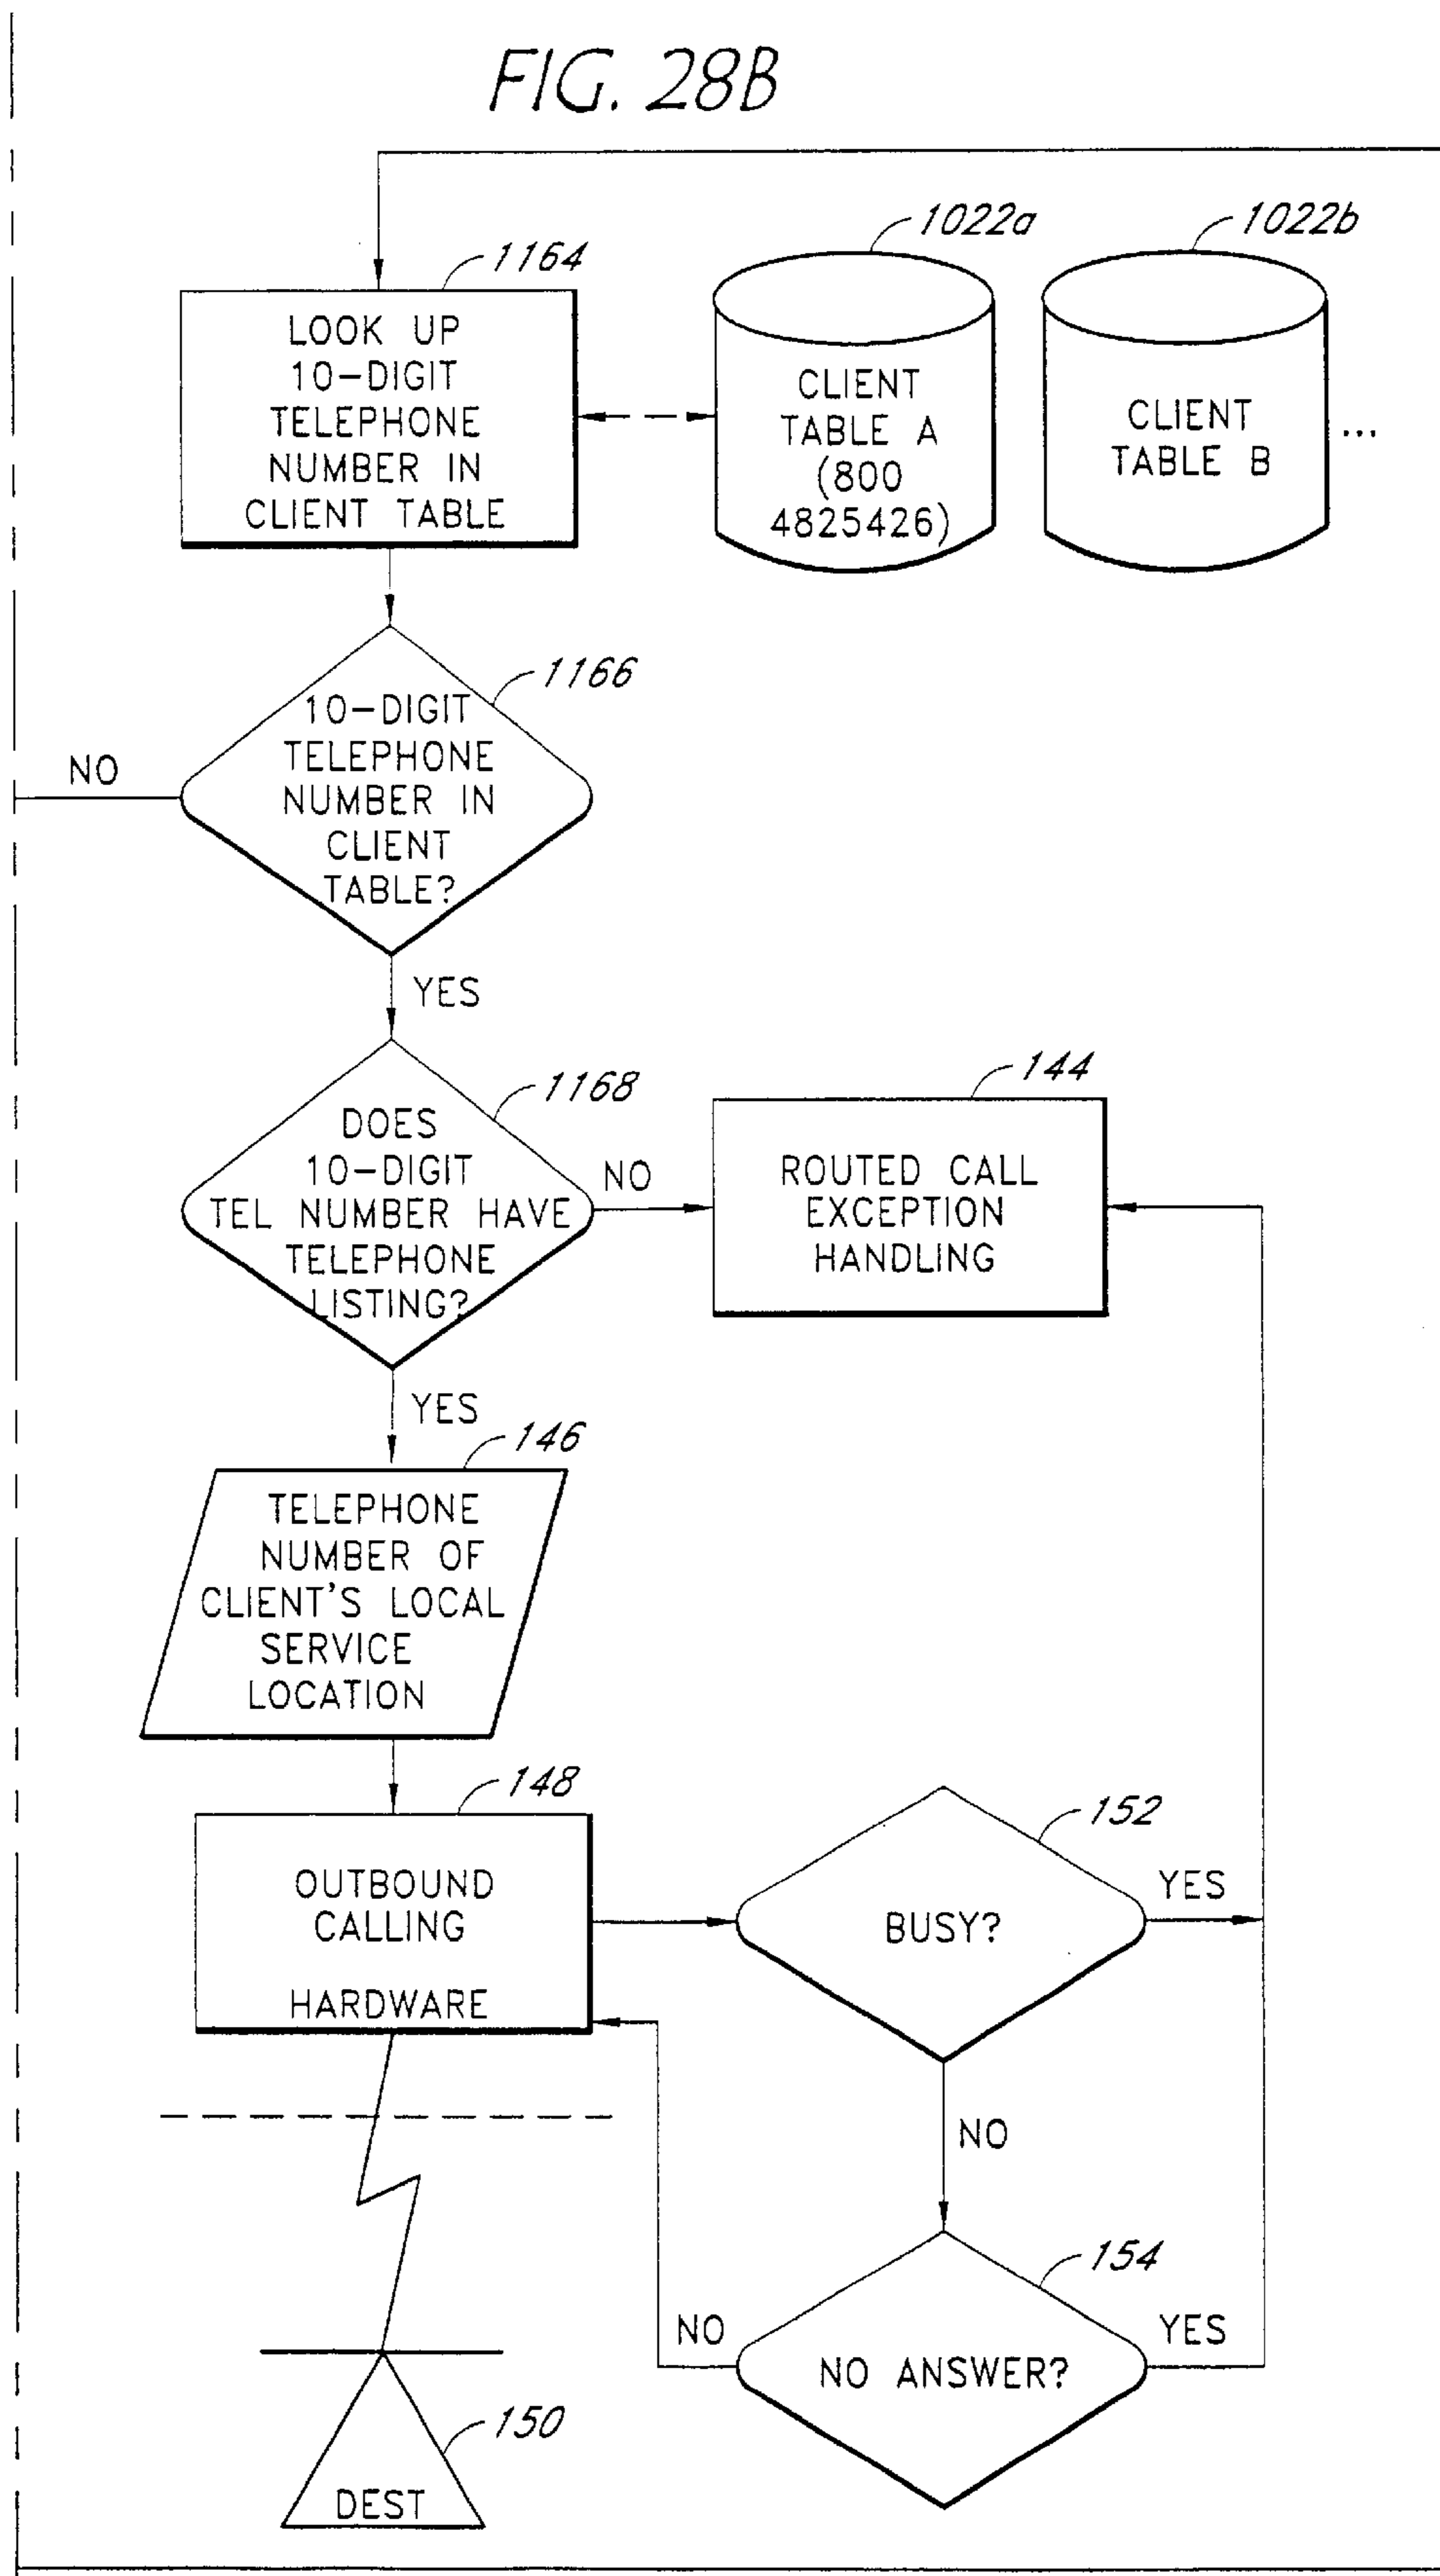 FIG. 28B
1164
LOOK UP
10-DIGIT
TELEPHONE
NUMBER IN
CLIENT TABLE
1022a
CLIENT
TABLE A
(800
4825426)
1022b
CLIENT
TABLE B
...
1166
10-DIGIT
TELEPHONE
NUMBER IN
CLIENT
TABLE?
NO
YES
1168
DOES
10-DIGIT
TEL NUMBER HAVE
TELEPHONE
LISTING?
NO
144
ROUTED CALL
EXCEPTION
HANDLING
YES
146
TELEPHONE
NUMBER OF
CLIENT'S LOCAL
SERVICE
LOCATION
148
OUTBOUND
CALLING
HARDWARE
152
BUSY?
YES
NO
154
NO ANSWER?
NO
YES
150
DEST